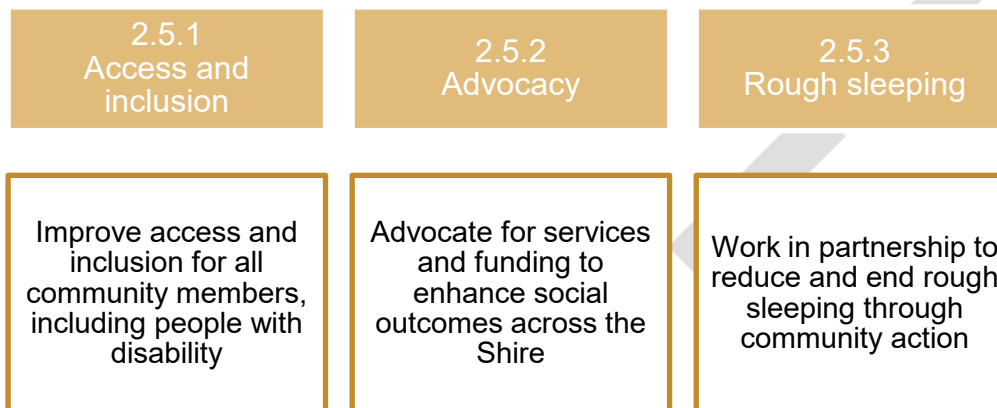 2.5.1
Access and
inclusion
2.5.2
Advocacy
2.5.3
Rough sleeping
Improve access and
inclusion for all
community members,
including people with
disability
Advocate for services
and funding to
enhance social
outcomes across the
Shire
Work in partnership to
reduce and end rough
sleeping through
community action